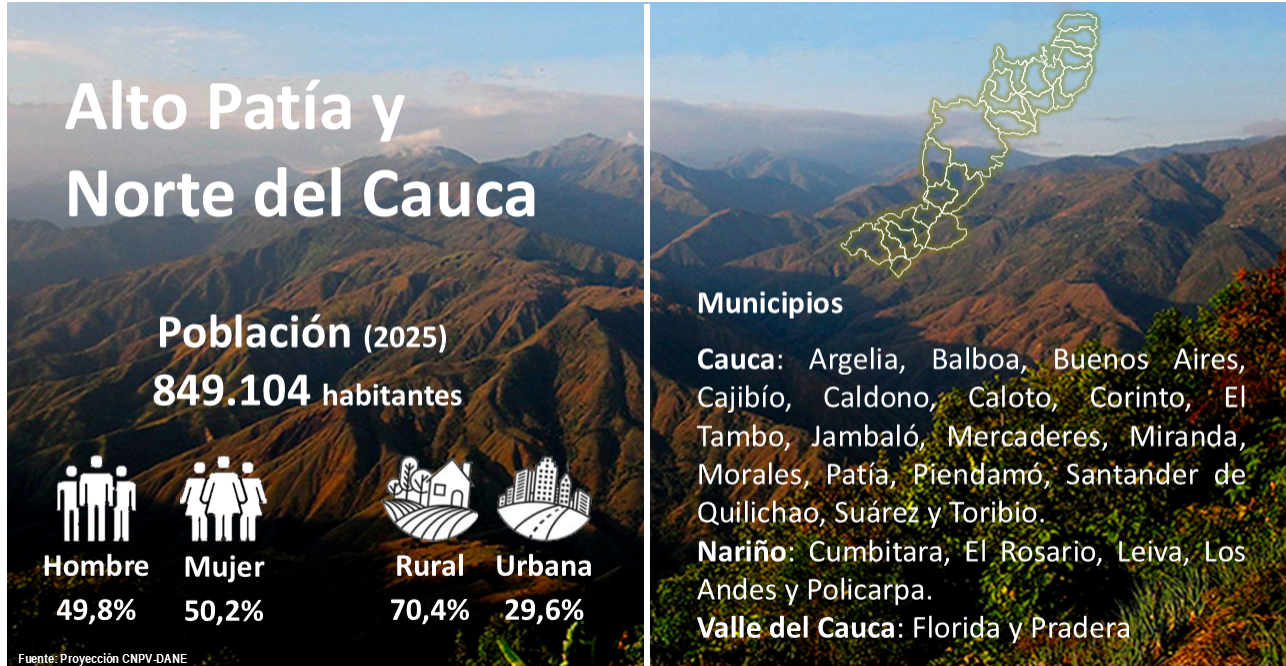 Alto Patía y
Norte del Cauca
Población (2025)
849.104 habitantes
Hombre
49,8%
Mujer
50,2%
Rural
70,4%
Urbana
29,6%
Fuente: Proyección CNPV-DANE
Municipios
Cauca: Argelia, Balboa, Buenos Aires,
Cajibío, Caldono, Caloto, Corinto, El
Tambo, Jambaló, Mercaderes, Miranda,
Morales, Patía, Piendamó, Santander de
Quilichao, Suárez y Toribio.
Nariño: Cumbitara, El Rosario, Leiva, Los
Andes y Policarpa.
Valle del Cauca: Florida y Pradera